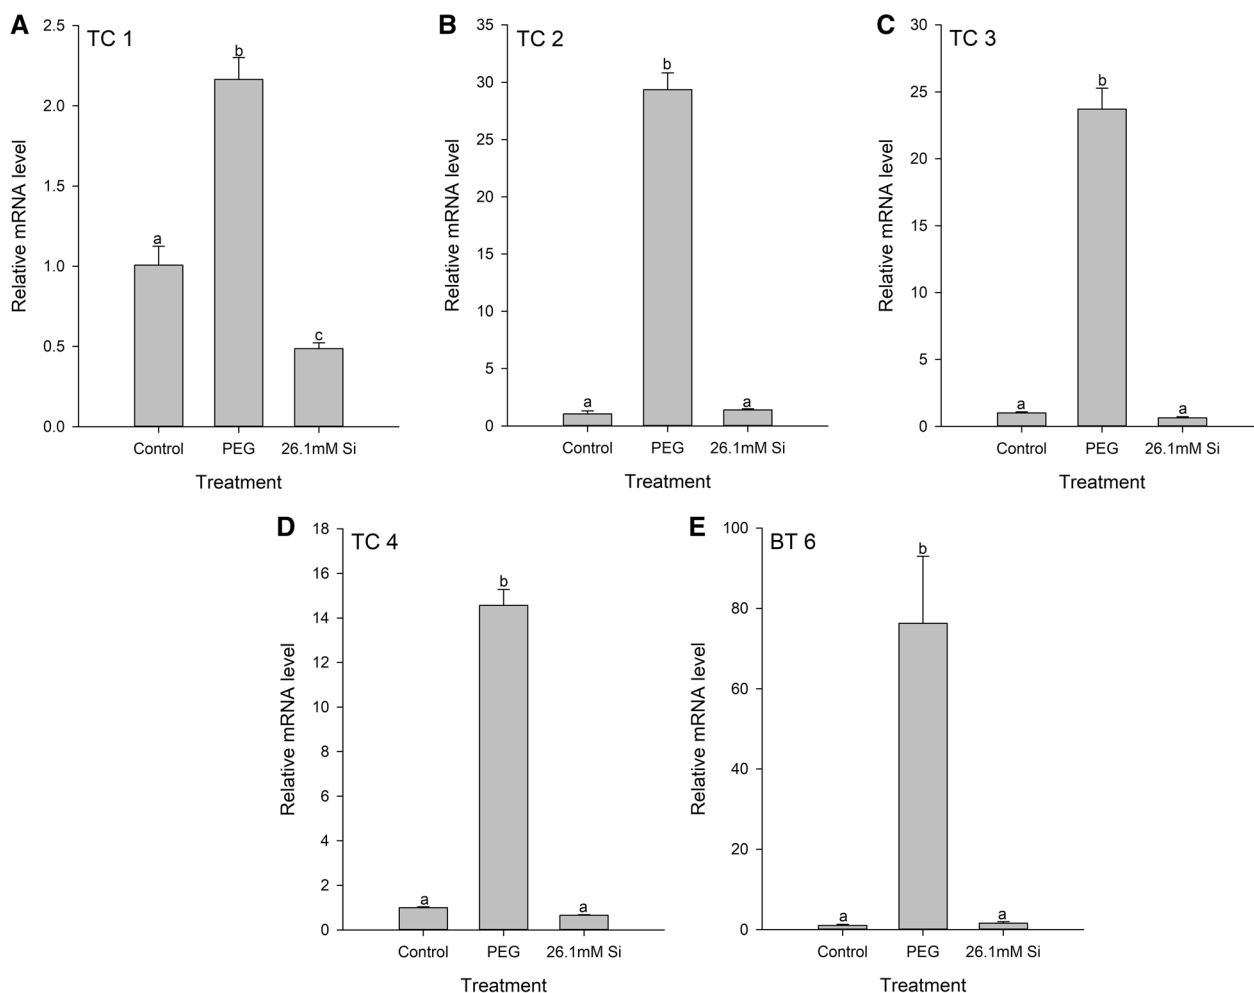 A
TC 1
Relative mRNA level
2.5
2.0
1.5
1.0
0.5
0.0
a
b
c
Control PEG 26.1mM Si
Treatment
B
TC 2
Relative mRNA level
35
30
25
20
15
10
5
0
a
b
a
Control PEG 26.1mM Si
Treatment
C
TC 3
Relative mRNA level
30
25
20
15
10
5
0
a
b
a
Control PEG 26.1mM Si
Treatment
D
TC 4
Relative mRNA level
18
16
14
12
10
8
6
4
2
0
a
b
a
Control PEG 26.1mM Si
Treatment
E
BT 6
Relative mRNA level
100
80
60
40
20
0
a
b
a
Control PEG 26.1mM Si
Treatment